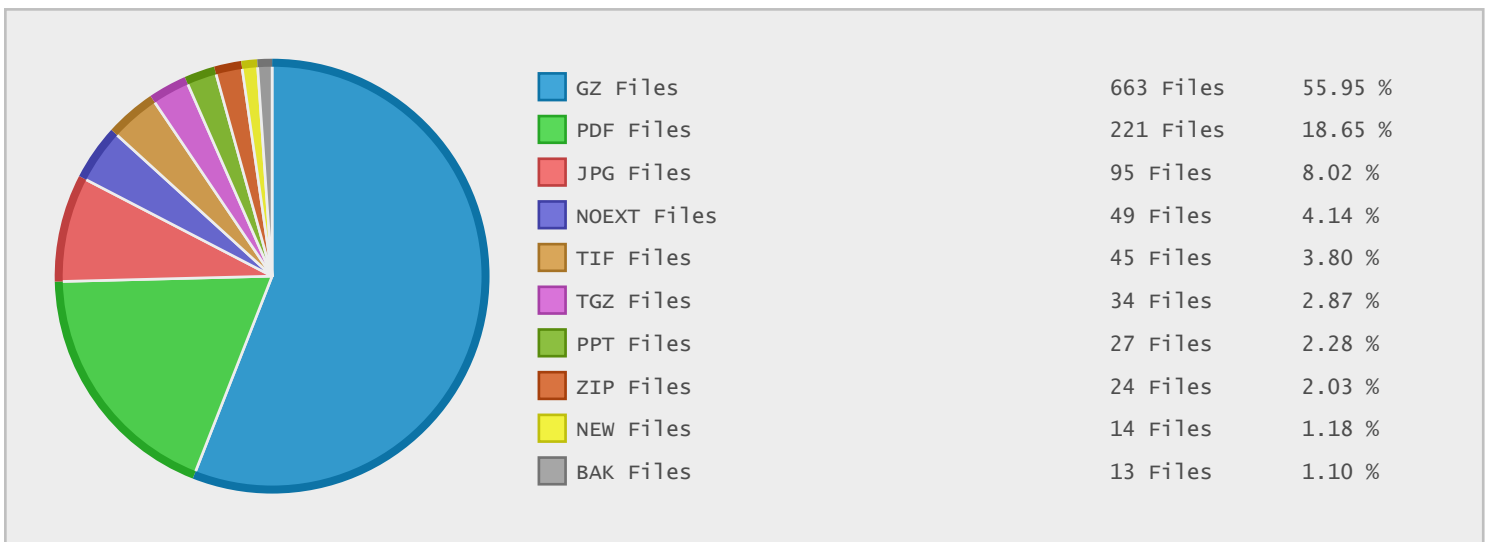 GZ Files 663 Files 55.95 %
PDF Files 221 Files 18.65 %
JPG Files 95 Files 8.02 %
NOEXT Files 49 Files 4.14 %
TIF Files 45 Files 3.80 %
TGZ Files 34 Files 2.87 %
PPT Files 27 Files 2.28 %
ZIP Files 24 Files 2.03 %
NEW Files 14 Files 1.18 %
BAK Files 13 Files 1.10 %